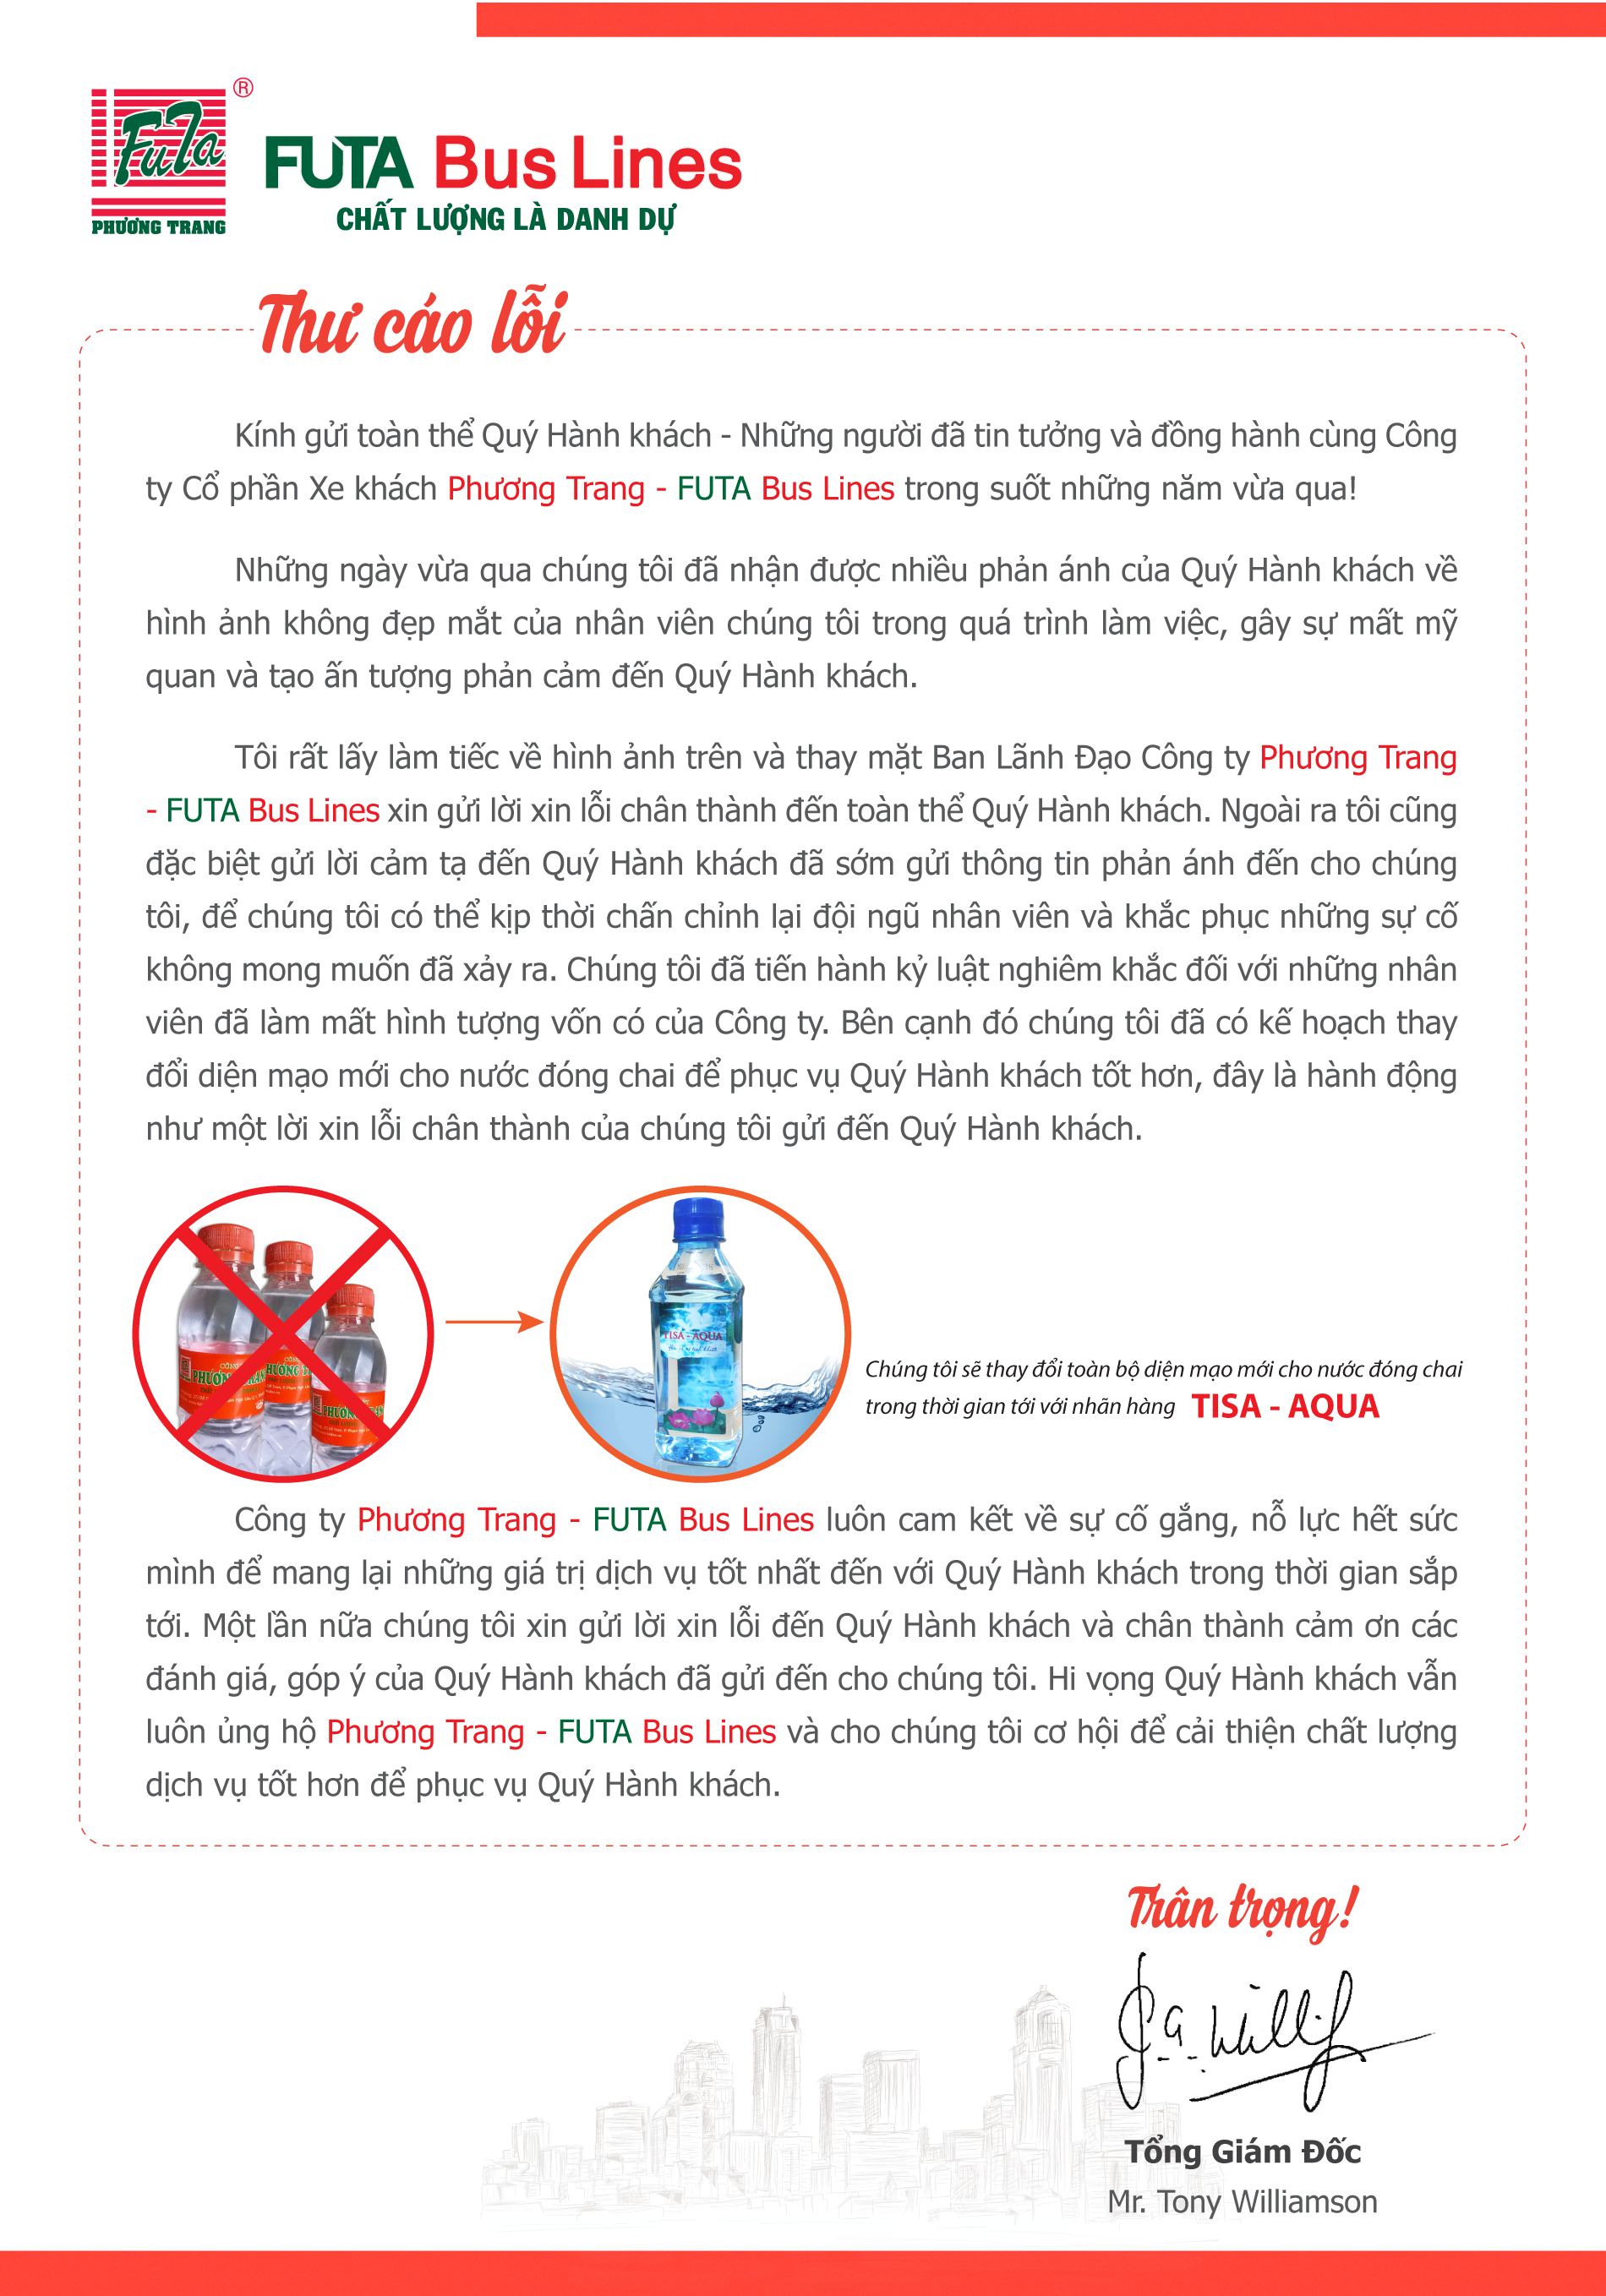 FuTa
®
PHƯƠNG TRANG
FUTA Bus Lines
CHẤT LƯỢNG LÀ DANH DỰ
Thư cáo lỗi
Kính gửi toàn thể Quý Hành khách - Những người đã tin tưởng và đồng hành cùng Công
ty Cổ phần Xe khách Phương Trang - FUTA Bus Lines trong suốt những năm vừa qua!
Những ngày vừa qua chúng tôi đã nhận được nhiều phản ánh của Quý Hành khách về
hình ảnh không đẹp mắt của nhân viên chúng tôi trong quá trình làm việc, gây sự mất mỹ
quan và tạo ấn tượng phản cảm đến Quý Hành khách.
Tôi rất lấy làm tiếc về hình ảnh trên và thay mặt Ban Lãnh Đạo Công ty Phương Trang
- FUTA Bus Lines xin gửi lời xin lỗi chân thành đến toàn thể Quý Hành khách. Ngoài ra tôi cũng
đặc biệt gửi lời cảm tạ đến Quý Hành khách đã sớm gửi thông tin phản ánh đến cho chúng
tôi, để chúng tôi có thể kịp thời chấn chỉnh lại đội ngũ nhân viên và khắc phục những sự cố
không mong muốn đã xảy ra. Chúng tôi đã tiến hành kỷ luật nghiêm khắc đối với những nhân
viên đã làm mất hình tượng vốn có của Công ty. Bên cạnh đó chúng tôi đã có kế hoạch thay
đổi diện mạo mới cho nước đóng chai để phục vụ Quý Hành khách tốt hơn, đây là hành động
như một lời xin lỗi chân thành của chúng tôi gửi đến Quý Hành khách.
TISA - AQUA
Chúng tôi sẽ thay đổi toàn bộ diện mạo mới cho nước đóng chai
trong thời gian tới với nhãn hàng TISA - AQUA
Công ty Phương Trang - FUTA Bus Lines luôn cam kết về sự cố gắng, nỗ lực hết sức
mình để mang lại những giá trị dịch vụ tốt nhất đến với Quý Hành khách trong thời gian sắp
tới. Một lần nữa chúng tôi xin gửi lời xin lỗi đến Quý Hành khách và chân thành cảm ơn các
đánh giá, góp ý của Quý Hành khách đã gửi đến cho chúng tôi. Hi vọng Quý Hành khách vẫn
luôn ủng hộ Phương Trang - FUTA Bus Lines và cho chúng tôi cơ hội để cải thiện chất lượng
dịch vụ tốt hơn để phục vụ Quý Hành khách.
Trân trọng!
Tổng Giám Đốc
Mr. Tony Williamson